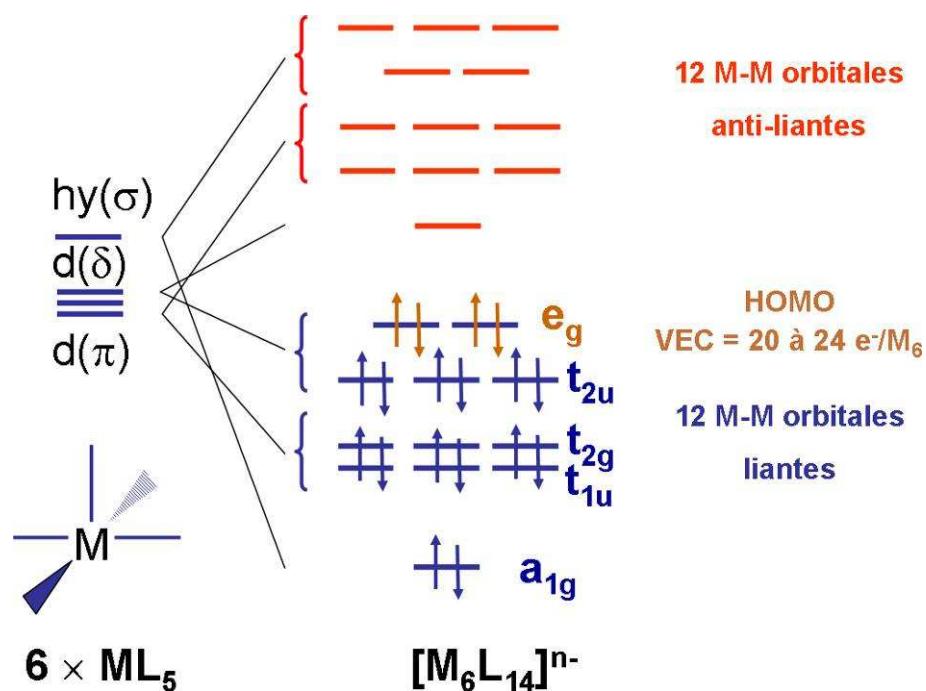 12 M-M orbitales
anti-liantes
hy(σ)
d(δ)
d(π)
HOMO
VEC = 20 à 24 e⁻/M₆
e_g
t_2u
12 M-M orbitales
liantes
t_2g
t_1u
a_1g
M
6 × ML₅
[M₆L₁₄]ⁿ⁻